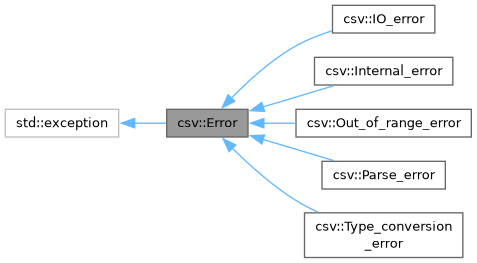 csv::IO_error
csv::Internal_error
std::exception
csv::Error
csv::Out_of_range_error
csv::Parse_error
csv::Type_conversion
_error